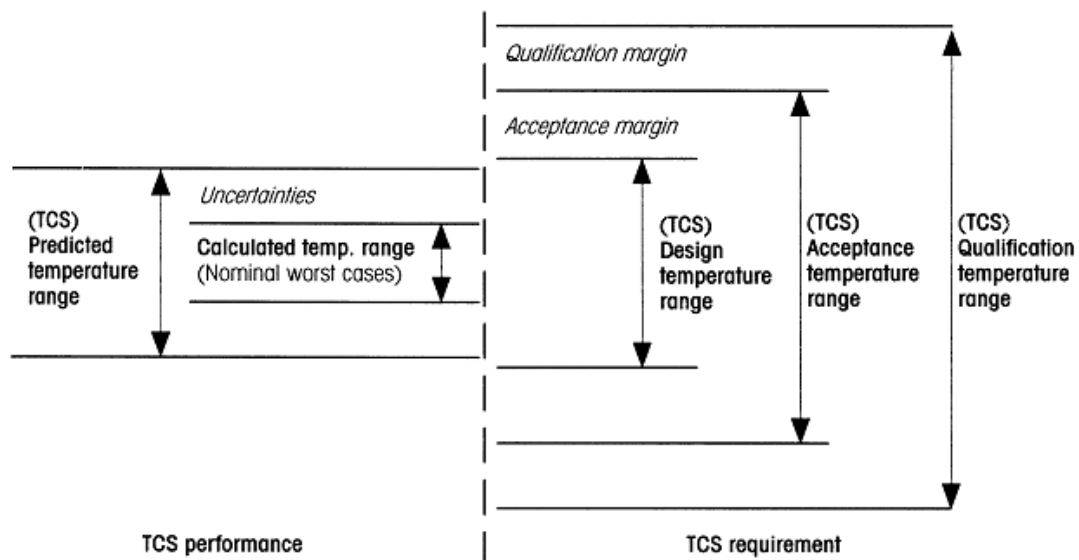 Qualification margin
Acceptance margin
Uncertainties
(TCS)
Predicted
temperature
range
Calculated temp. range
(Nominal worst cases)
(TCS)
Design
temperature
range
(TCS)
Acceptance
temperature
range
(TCS)
Qualification
temperature
range
TCS performance
TCS requirement